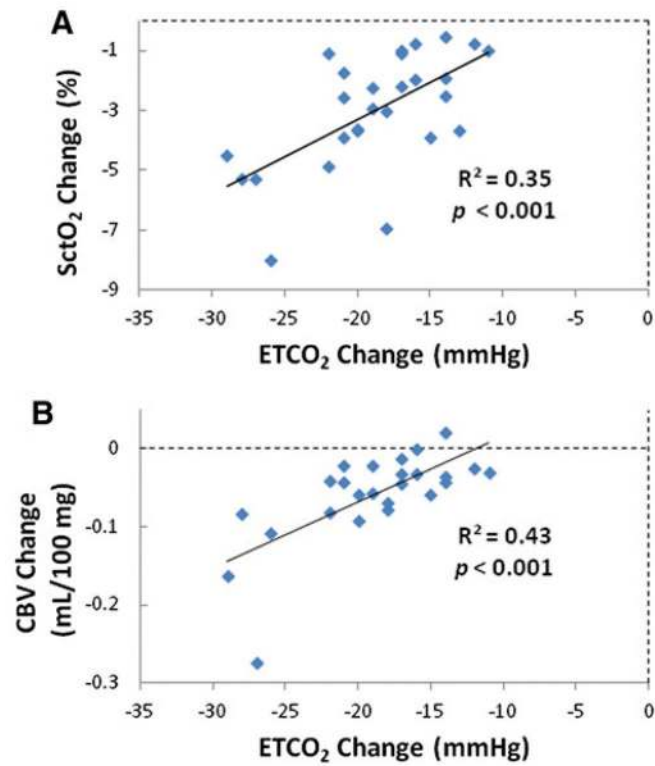 A
-1
-3
-5
-7
-9
SctO₂ Change (%)
R² = 0.35
p < 0.001
-35 -30 -25 -20 -15 -10 -5 0
ETCO₂ Change (mmHg)
B
0
-0.1
-0.2
-0.3
CBV Change
(mL/100 mg)
R² = 0.43
p < 0.001
-35 -30 -25 -20 -15 -10 -5 0
ETCO₂ Change (mmHg)